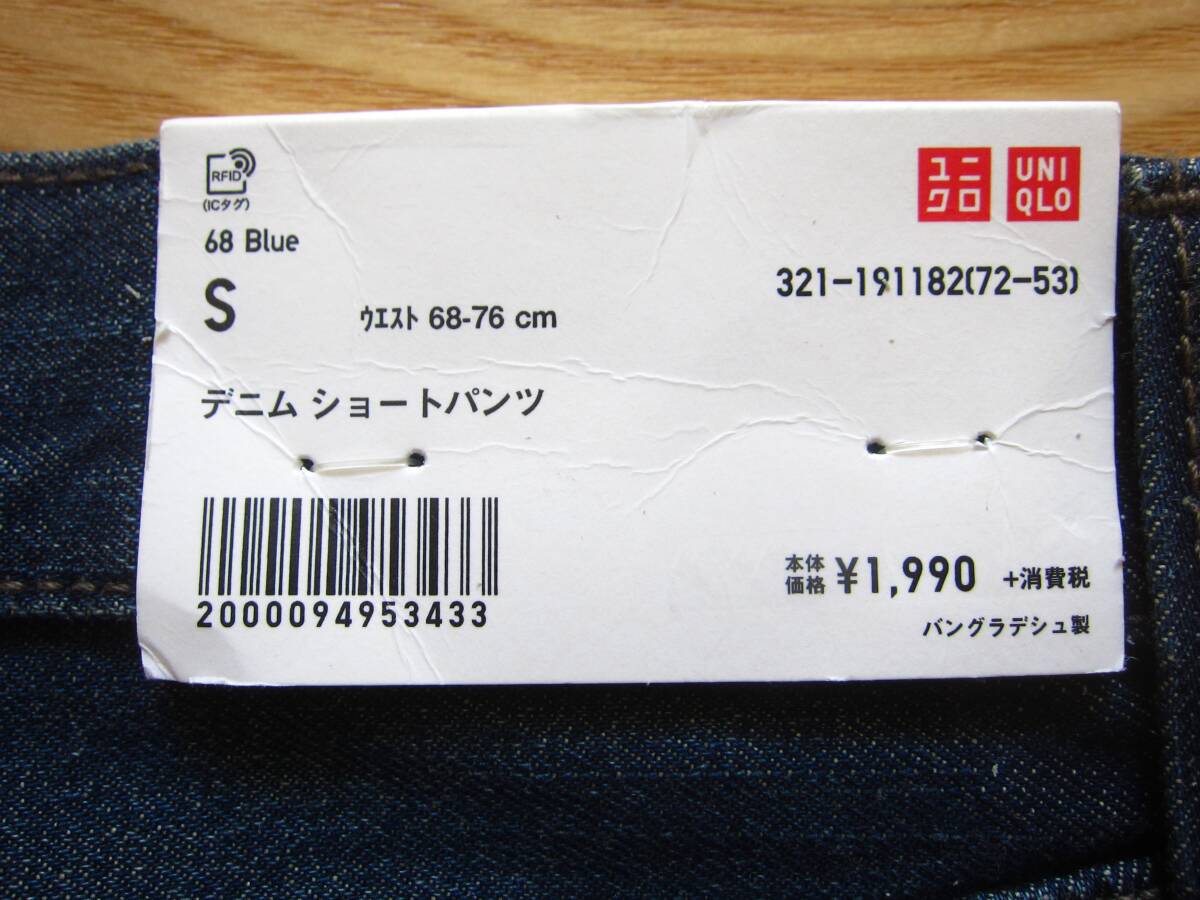 RFID
(ICタグ)
68 Blue
S
ウエスト 68-76 cm
デニム ショートパンツ
2000094953433
ユニ
クロ
UNI
QLO
321-191182(72-53)
本体
価格 ¥1,990 +消費税
バングラデシュ製